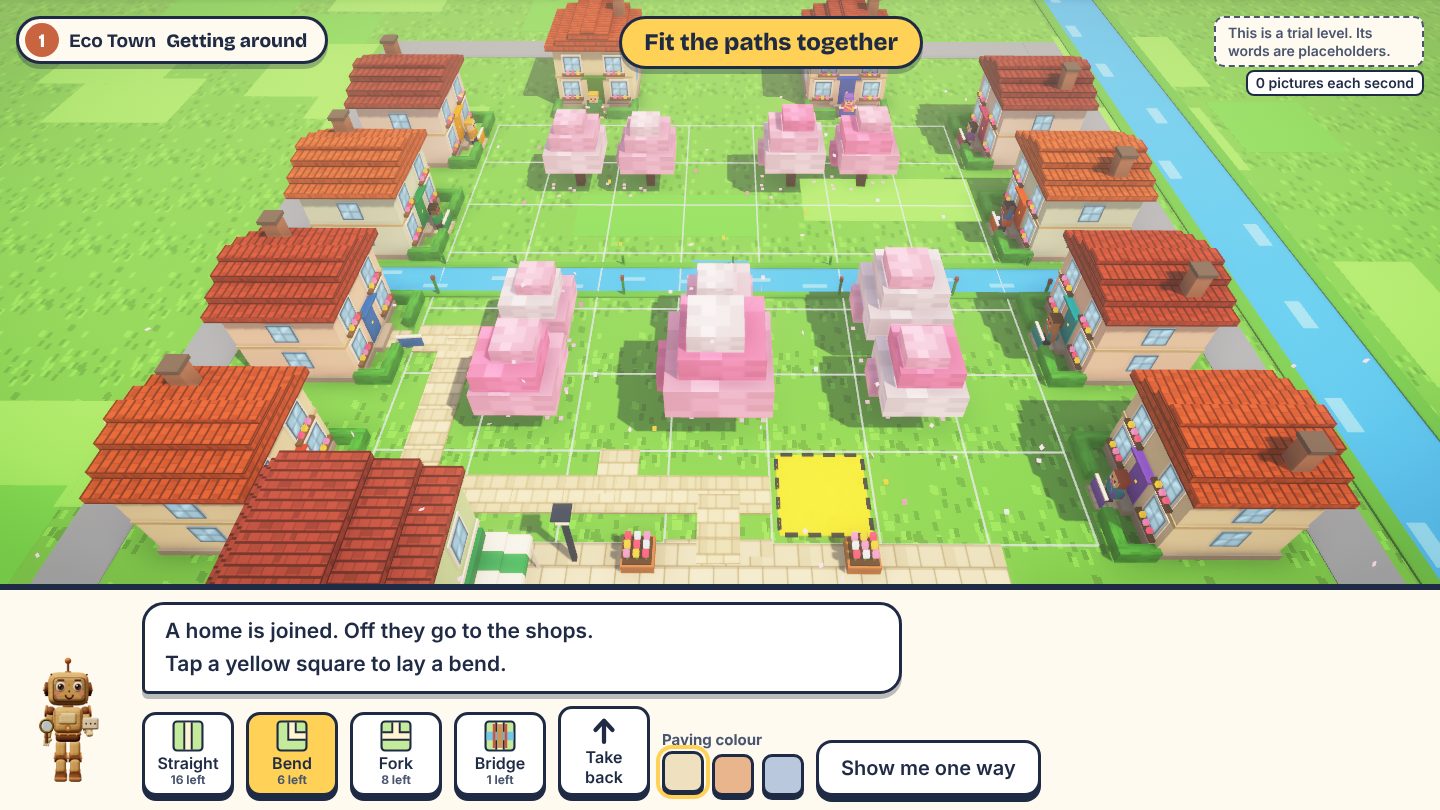 1 Eco Town Getting around
Fit the paths together
This is a trial level. Its
words are placeholders.
0 pictures each second
A home is joined. Off they go to the shops.
Tap a yellow square to lay a bend.
Straight
16 left
Bend
6 left
Fork
8 left
Bridge
1 left
Take
back
Paving colour
Show me one way